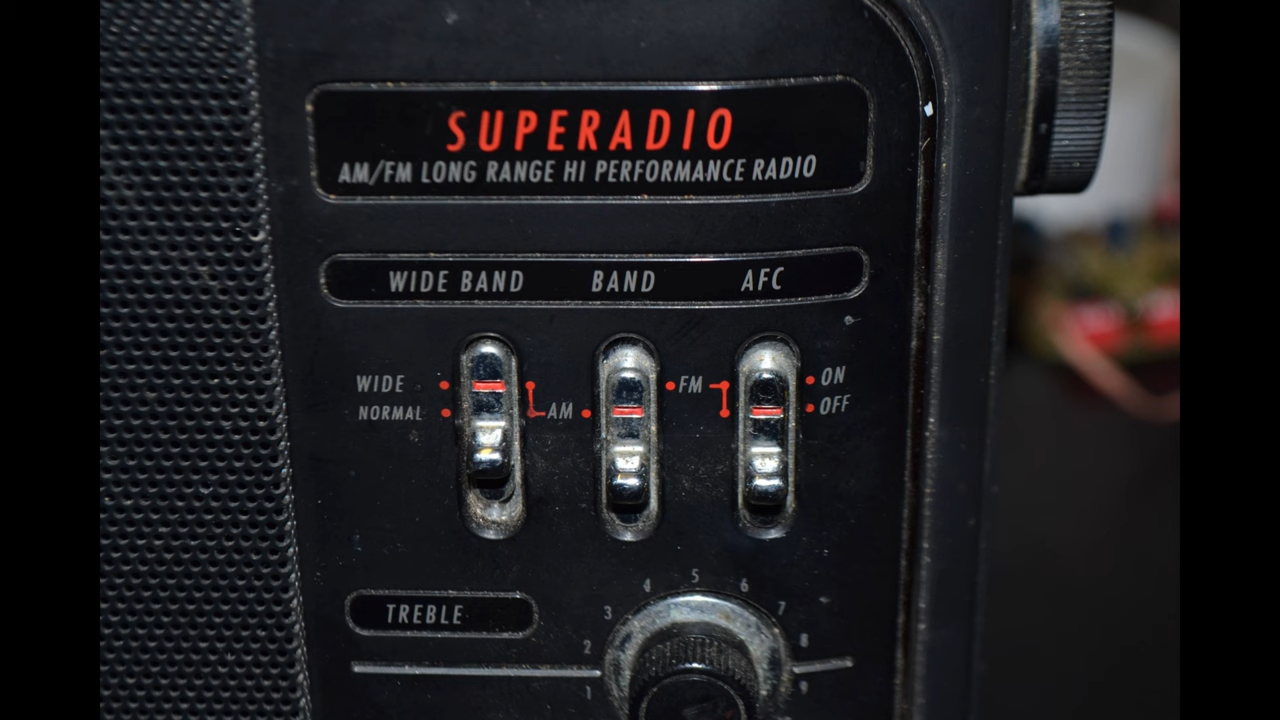 SUPERADIO
AM/FM LONG RANGE HI PERFORMANCE RADIO
WIDE BAND BAND AFC
WIDE FM ON
NORMAL AM OFF
4 5 6
3 7
TREBLE
2 8
1 9